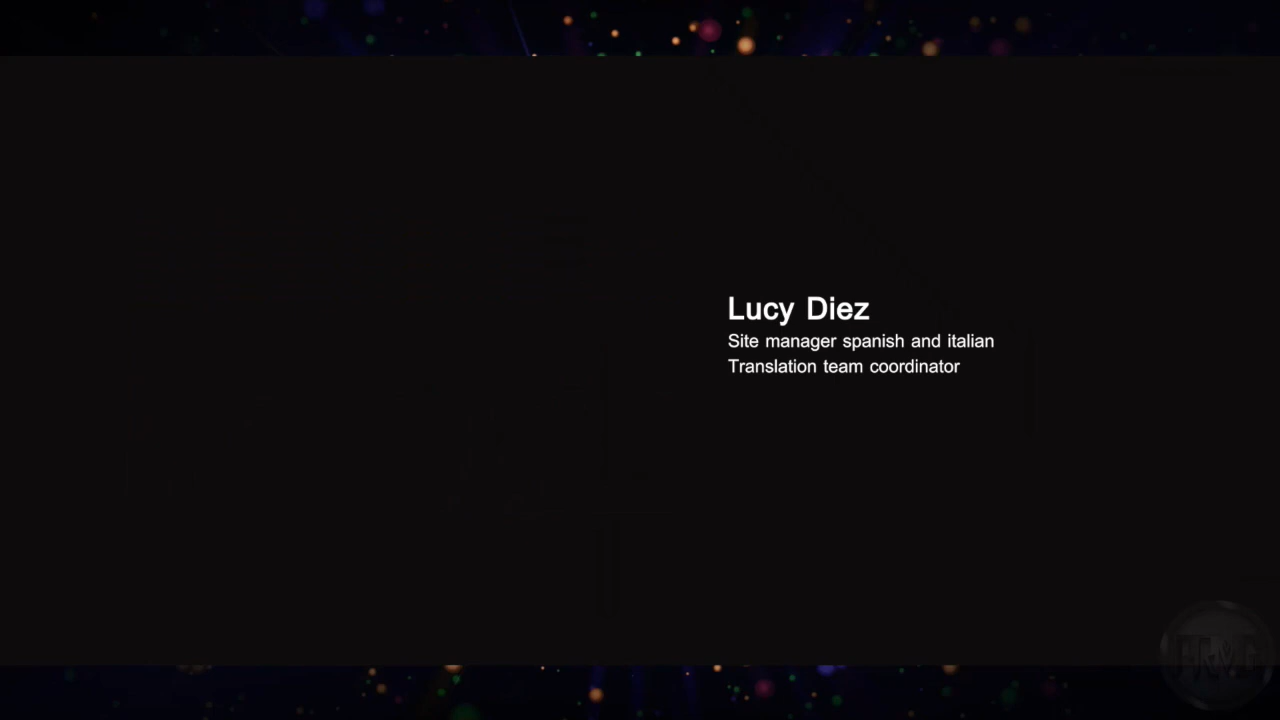 Lucy Diez
Site manager spanish and italian
Translation team coordinator